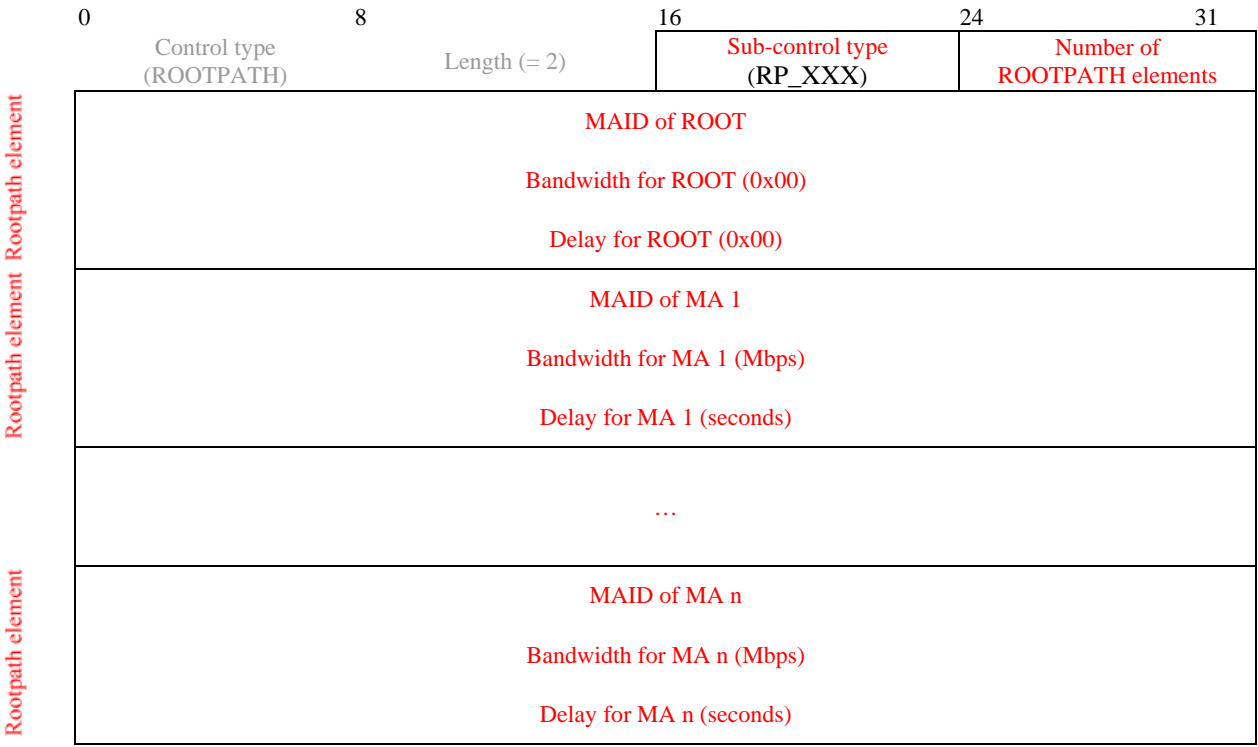 0 8 16 24 31
Control type
(ROOTPATH)
Length (= 2)
Sub-control type
(RP_XXX)
Number of
ROOTPATH elements
Rootpath element
MAID of ROOT
Bandwidth for ROOT (0x00)
Delay for ROOT (0x00)
Rootpath element
MAID of MA 1
Bandwidth for MA 1 (Mbps)
Delay for MA 1 (seconds)
…
Rootpath element
MAID of MA n
Bandwidth for MA n (Mbps)
Delay for MA n (seconds)